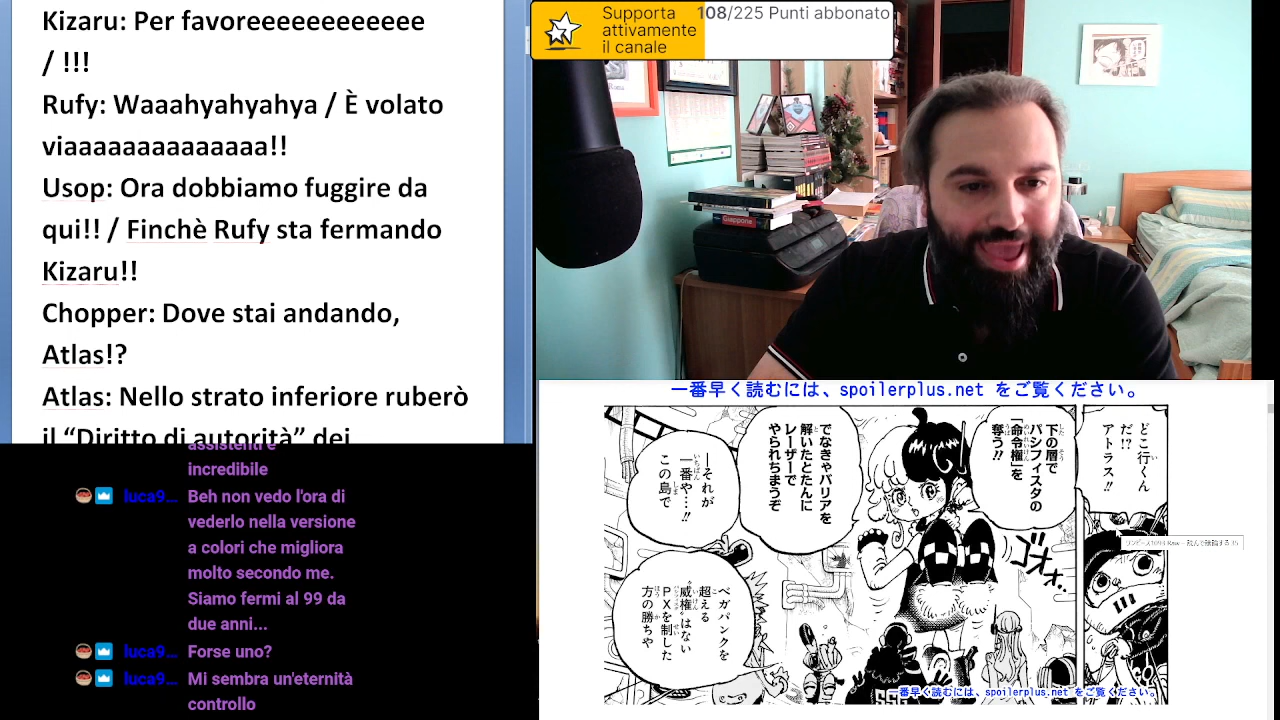 Kizaru: Per favoreeeeeeeeeeee
/ !!!
Rufy: Waaahyahyahya / È volato
viaaaaaaaaaaaaaa!!
Usop: Ora dobbiamo fuggire da
qui!! / Finchè Rufy sta fermando
Kizaru!!
Chopper: Dove stai andando,
Atlas!?
Atlas: Nello strato inferiore ruberò
il “Diritto di autorità” dei
assistenti è
incredibile
luca9… Beh non vedo l'ora di
vederlo nella versione
a colori che migliora
molto secondo me.
Siamo fermi al 99 da
due anni...
luca9… Forse uno?
luca9… Mi sembra un'eternità
controllo
Supporta
attivamente
il canale
108/225 Punti abbonato
Giappone
一番早く読むには、spoilerplus.net をご覧ください。
どこ行くん
だ!?
アトラス!!
下の層で
パシフィスタの
「命令権」を
奪う!!
ゴオォ..
でなきゃバリアを
解いたとたんに
レーザーで
やられちまうぞ
―それが
一番や…!!
この島で
ベガパンクを
超える
“威権”はない
PXを制した
方の勝ちや
一番早く読むには、spoilerplus.net をご覧ください。